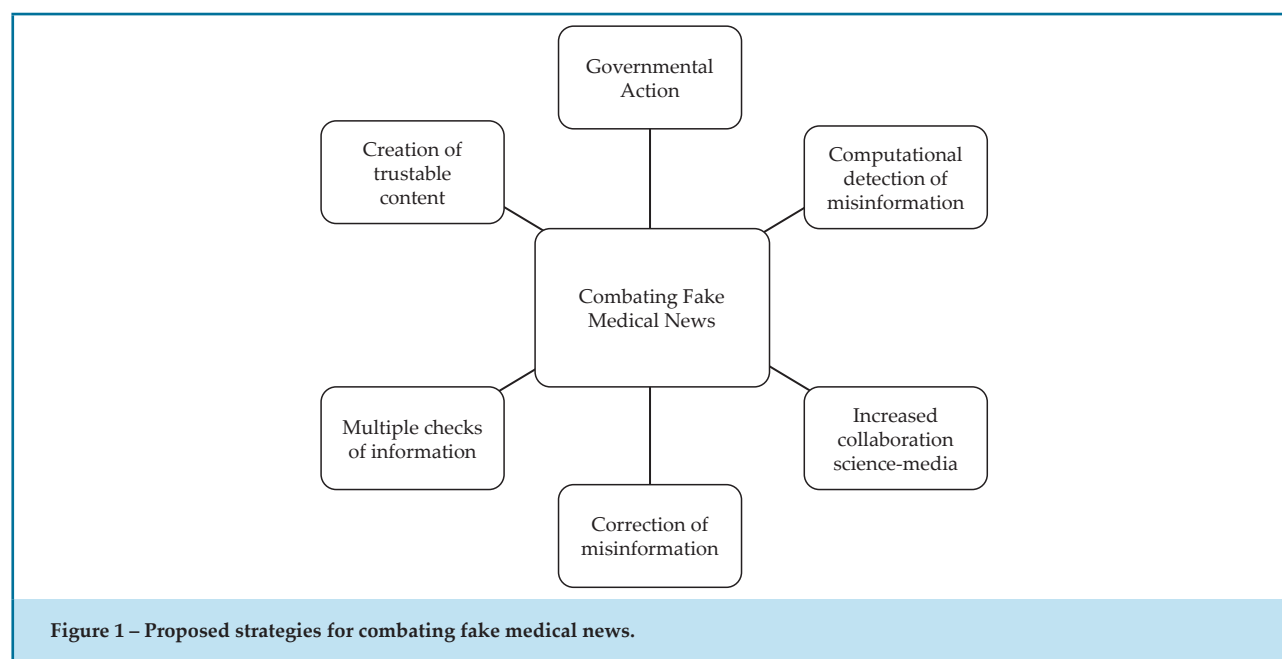 Governmental
Action
Creation of
trustable
content
Computational
detection of
misinformation
Combating Fake
Medical News
Multiple checks
of information
Increased
collaboration
science-media
Correction of
misinformation
Figure 1 – Proposed strategies for combating fake medical news.